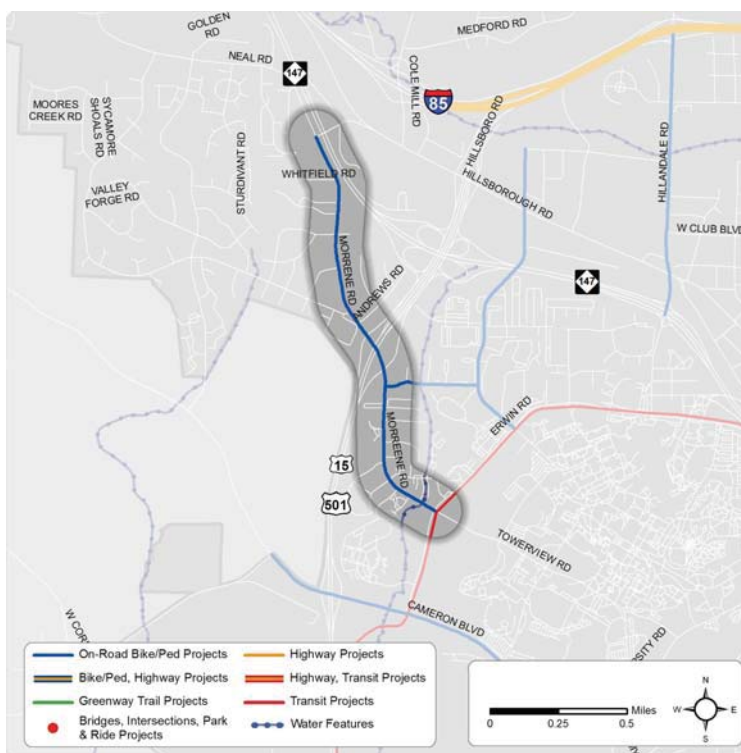 GOLDEN
RD
MEDFORD RD
NEAL RD
147
COLE MILL RD
85
MOORES
CREEK RD
SYCAMORE
SHOALS RD
STURDIVANT RD
HILLSBORO RD
HILLANDALE RD
WHITFIELD RD
HILLSBOROUGH RD
VALLEY
FORGE RD
W CLUB BLVD
MORRENE RD
ANDREWS RD
147
ERWIN RD
MORREENE RD
15
501
TOWERVIEW RD
CAMERON BLVD
W COR
RSITY RD
On-Road Bike/Ped Projects
Highway Projects
Bike/Ped, Highway Projects
Highway, Transit Projects
Greenway Trail Projects
Transit Projects
Bridges, Intersections, Park
& Ride Projects
Water Features
Miles
0 0.25 0.5
N
W E
S